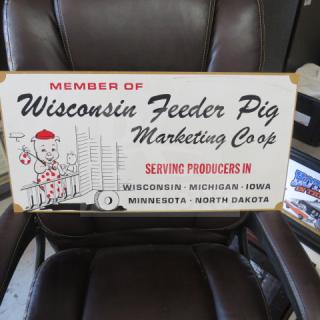 MEMBER OF
Wisconsin Feeder Pig
Marketing Co op
SERVING PRODUCERS IN
WISCONSIN · MICHIGAN · IOWA
MINNESOTA · NORTH DAKOTA